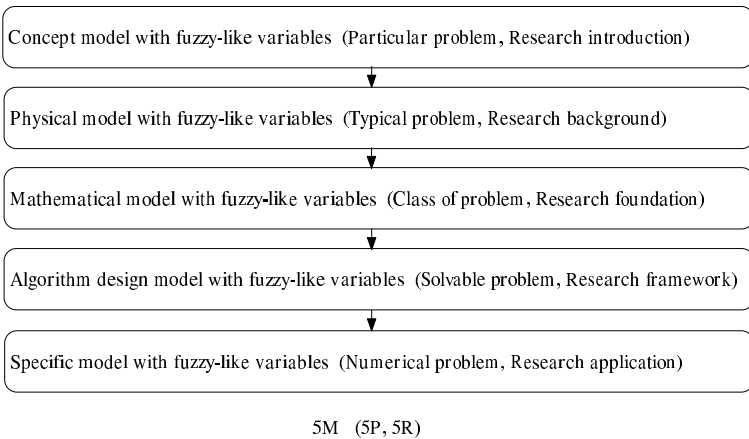 Concept model with fuzzy-like variables (Particular problem, Research introduction)
Physical model with fuzzy-like variables (Typical problem, Research background)
Mathematical model with fuzzy-like variables (Class of problem, Research foundation)
Algorithm design model with fuzzy-like variables (Solvable problem, Research framework)
Specific model with fuzzy-like variables (Numerical problem, Research application)
5M (5P, 5R)